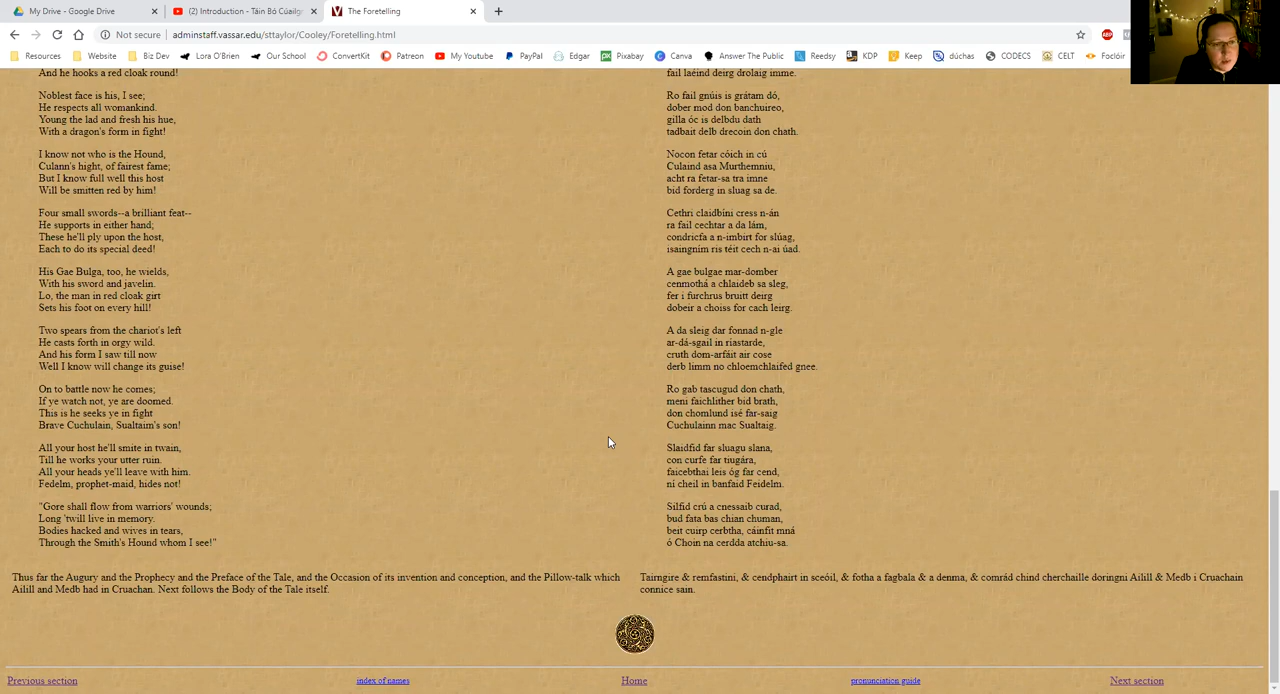 My Drive - Google Drive
(2) Introduction - Táin Bó Cúailg
The Foretelling
Not secure
adminstaff.vassar.edu/sttaylor/Cooley/Foretelling.html
ABP
Resources
Website
Biz Dev
Lora O'Brien
Our School
ConvertKit
Patreon
My Youtube
PayPal
Edgar
Pixabay
Canva
Answer The Public
Reedsy
KDP
Keep
dúchas
CODECS
CELT
Foclói
And he hooks a red cloak round!
Noblest face is his, I see;
He respects all womankind.
Young the lad and fresh his hue,
With a dragon's form in fight!
I know not who is the Hound,
Culann's hight, of fairest fame;
But I know full well this host
Will be smitten red by him!
Four small swords--a brilliant feat--
He supports in either hand;
These he'll ply upon the host,
Each to do its special deed!
His Gae Bulga, too, he wields,
With his sword and javelin.
Lo, the man in red cloak girt
Sets his foot on every hill!
Two spears from the chariot's left
He casts forth in orgy wild.
And his form I saw till now
Well I know will change its guise!
On to battle now he comes;
If ye watch not, ye are doomed.
This is he seeks ye in fight
Brave Cuchulain, Sualtaim's son!
All your host he'll smite in twain,
Till he works your utter ruin.
All your heads ye'll leave with him.
Fedelm, prophet-maid, hides not!
"Gore shall flow from warriors' wounds;
Long 'twill live in memory.
Bodies hacked and wives in tears,
Through the Smith's Hound whom I see!"
fail laéind deirg drolaig imme.
Ro fail gnúis is grátam dó,
dober mod don banchuireo,
gilla óc is delbdu dath
tadbait delb drecoin don chath.
Nocon fetar cóich in cú
Culaind asa Murthemniu,
acht ra fetar-sa tra imne
bid forderg in sluag sa de.
Cethri claidbíni cress n-án
ra fail cechtar a da lám,
condricfa a n-imbirt for slúag,
isaingním ris téit cech n-ai úad.
A gae bulgae mar-domber
cenmothá a chlaideb sa sleg,
fer i furchrus bruitt deirg
dobeir a choiss for cach leirg.
A da sleig dar fonnad n-gle
ar-dá-sgail in riastarde,
cruth dom-arfáit air cose
derb limm no chloemchlaifed gnee.
Ro gab tascugud don chath,
meni faichlither bid brath,
don chomlund isé far-saig
Cuchulainn mac Sualtaig.
Slaidfid far sluagu slana,
con curfe far tiugára,
faicebthai leis óg far cend,
ní cheil in banfaid Feidelm.
Silfid crú a cnessaib curad,
bud fata bas chian chuman,
beit cuirp cerbtha, cáinfit mná
ó Choin na cerdda atchiu-sa.
Thus far the Augury and the Prophecy and the Preface of the Tale, and the Occasion of its invention and conception, and the Pillow-talk which
Ailill and Medb had in Cruachan. Next follows the Body of the Tale itself.
Tairngire & remfastini, & cendphairt in sceóil, & fotha a fagbala & a denma, & comrád chind cherchaille doringni Ailill & Medb i Cruachain
connice sain.
Previous section
index of names
Home
pronunciation guide
Next section